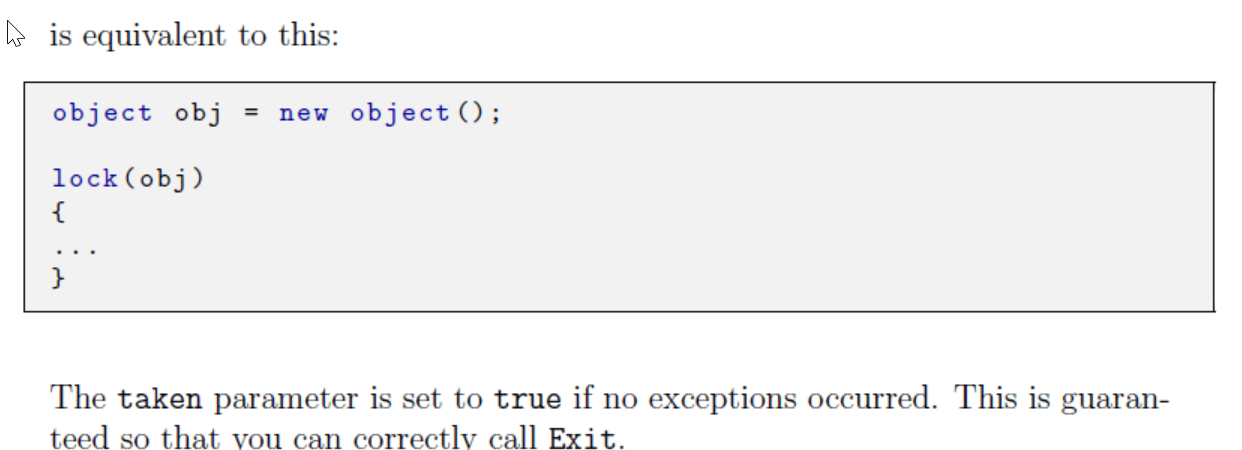 is equivalent to this:
object obj = new object();
lock(obj)
{
...
}
The taken parameter is set to true if no exceptions occurred. This is guaran-
teed so that you can correctly call Exit.